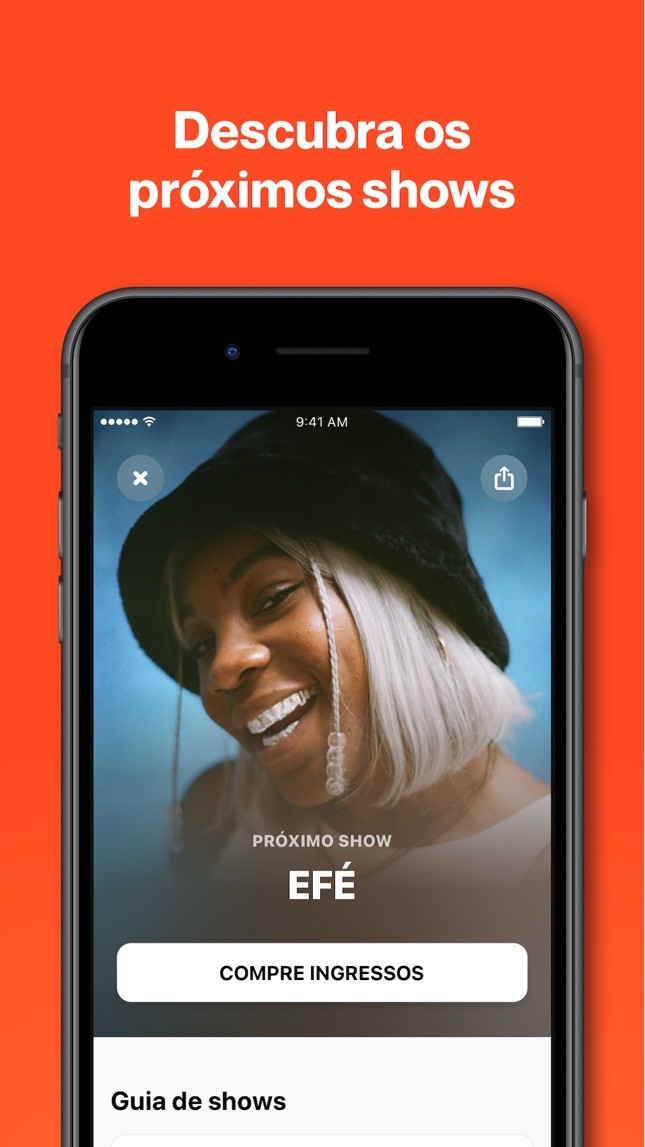 Descubra os
próximos shows
9:41 AM
PRÓXIMO SHOW
EFÉ
COMPRE INGRESSOS
Guia de shows